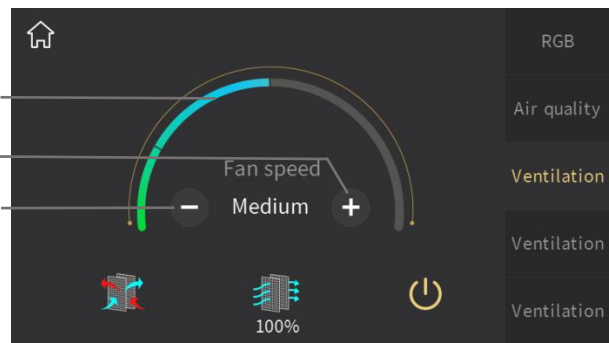 RGB
Air quality
Fan speed
Ventilation
Medium
Ventilation
Ventilation
100%